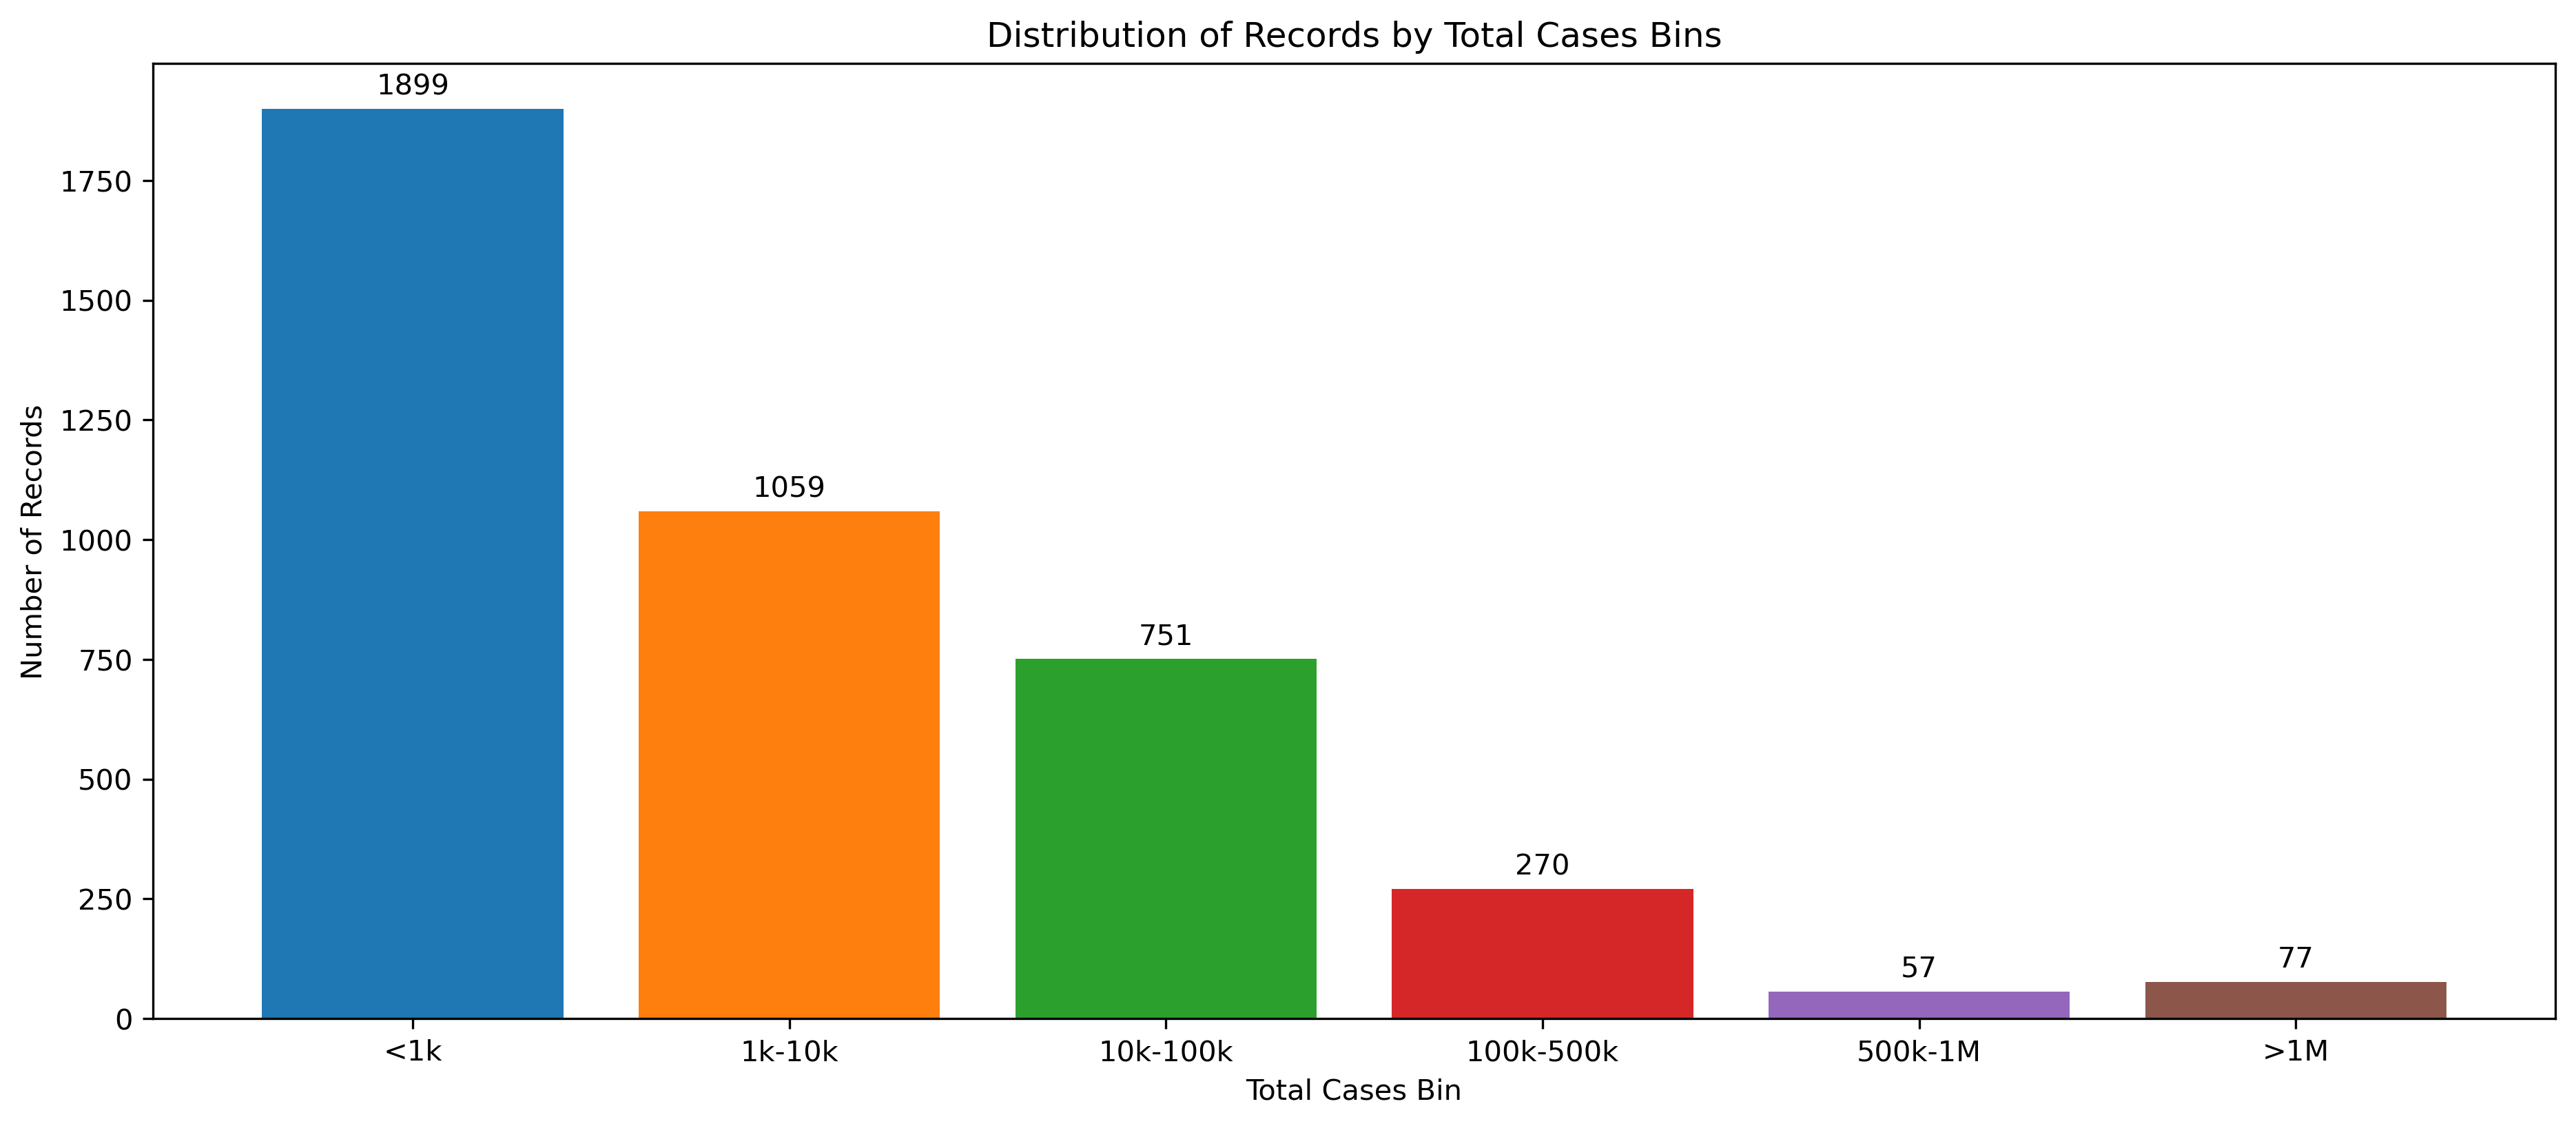 Distribution of Records by Total Cases Bins
Number of Records
1750
1500
1250
1000
750
500
250
0
1899
1059
751
270
57
77
<1k
1k-10k
10k-100k
100k-500k
500k-1M
>1M
Total Cases Bin